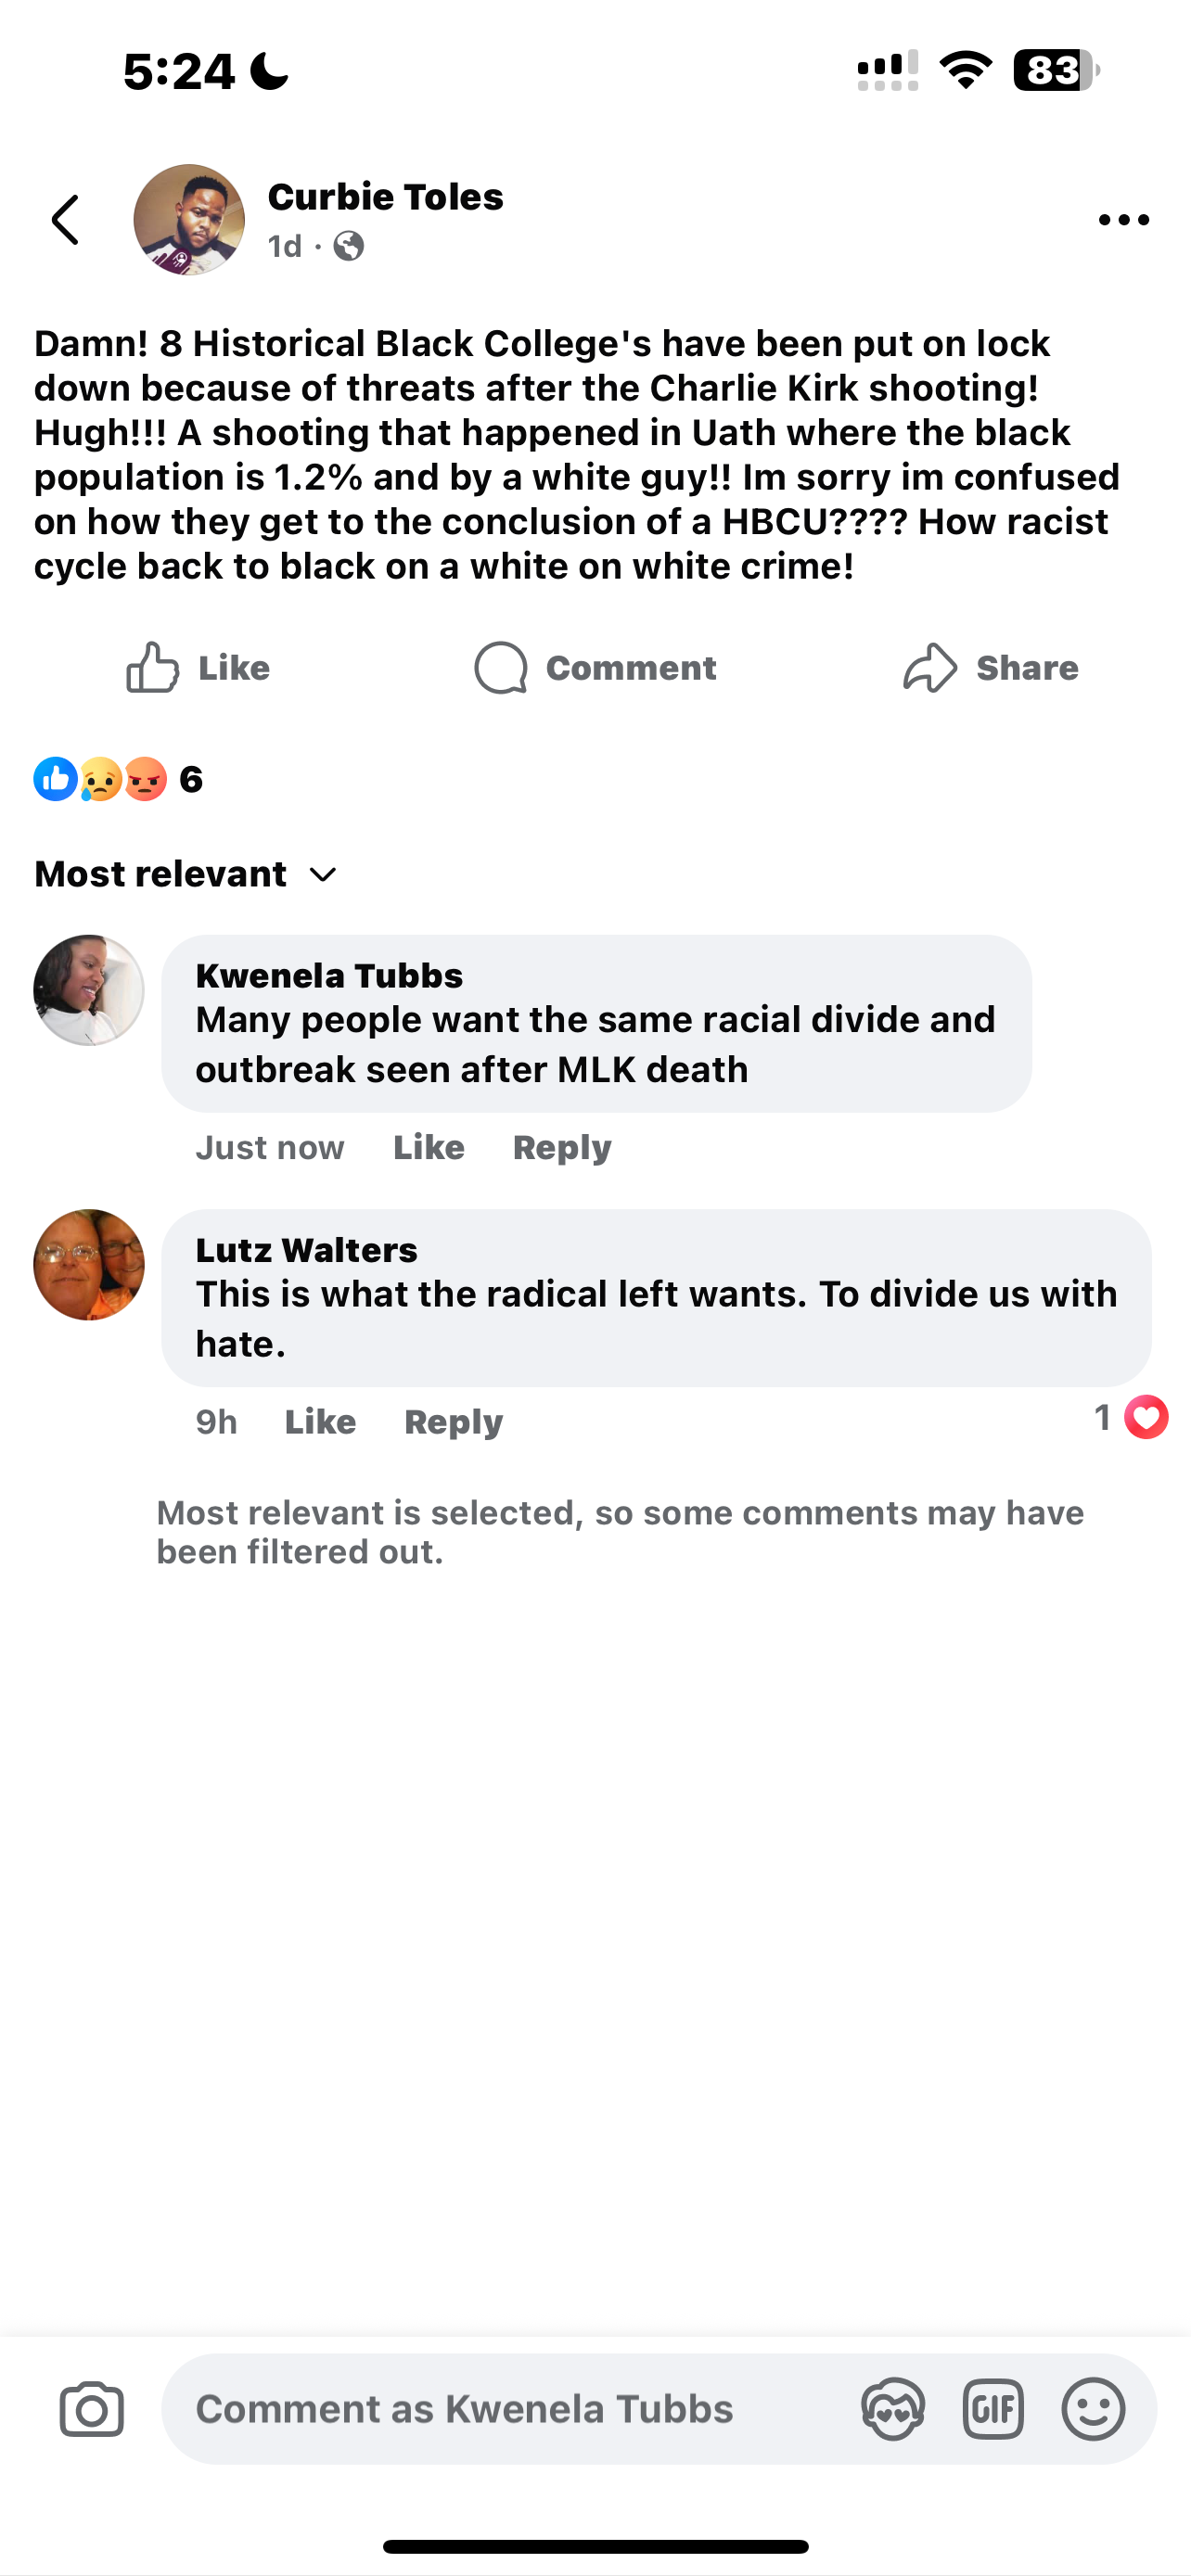 5:24
83
Curbie Toles
1d ·
Damn! 8 Historical Black College's have been put on lock
down because of threats after the Charlie Kirk shooting!
Hugh!!! A shooting that happened in Uath where the black
population is 1.2% and by a white guy!! Im sorry im confused
on how they get to the conclusion of a HBCU???? How racist
cycle back to black on a white on white crime!
Like Comment Share
6
Most relevant
Kwenela Tubbs
Many people want the same racial divide and
outbreak seen after MLK death
Just now Like Reply
Lutz Walters
This is what the radical left wants. To divide us with
hate.
9h Like Reply 1
Most relevant is selected, so some comments may have
been filtered out.
Comment as Kwenela Tubbs GIF